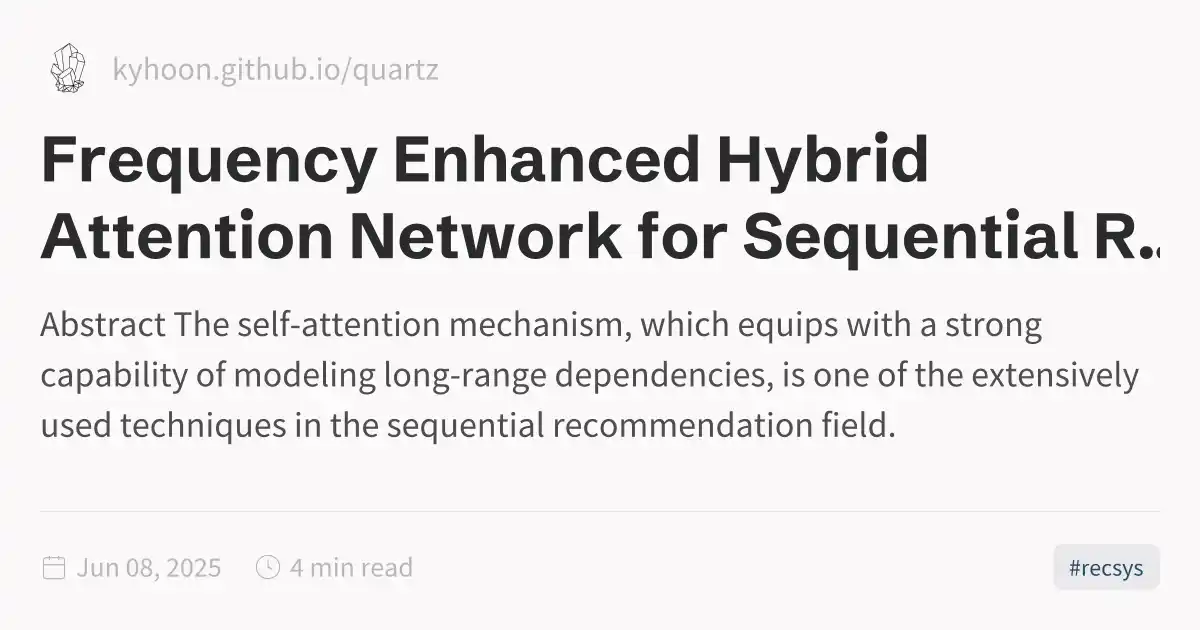 kyhoon.github.io/quartz
Frequency Enhanced Hybrid
Attention Network for Sequential R..
Abstract The self-attention mechanism, which equips with a strong
capability of modeling long-range dependencies, is one of the extensively
used techniques in the sequential recommendation field.
Jun 08, 2025 4 min read #recsys